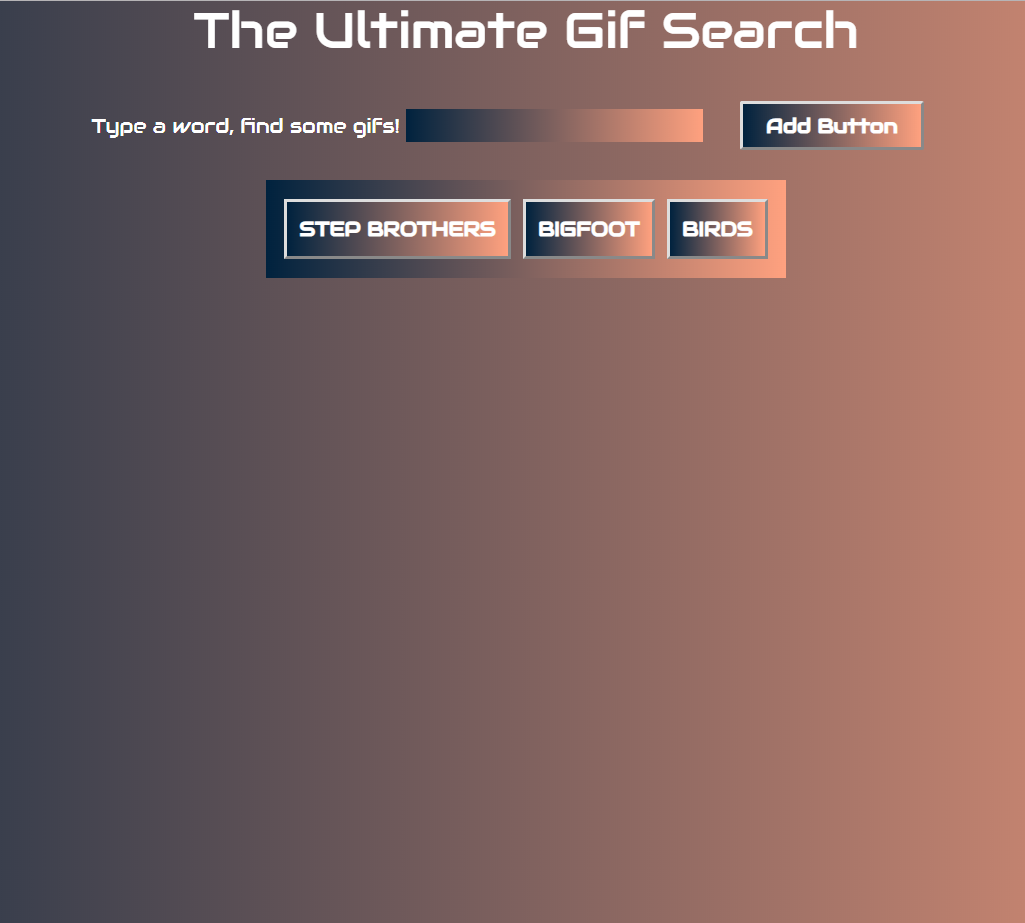 The Ultimate Gif Search
Type a word, find some gifs! Add Button
STEP BROTHERS BIGFOOT BIRDS